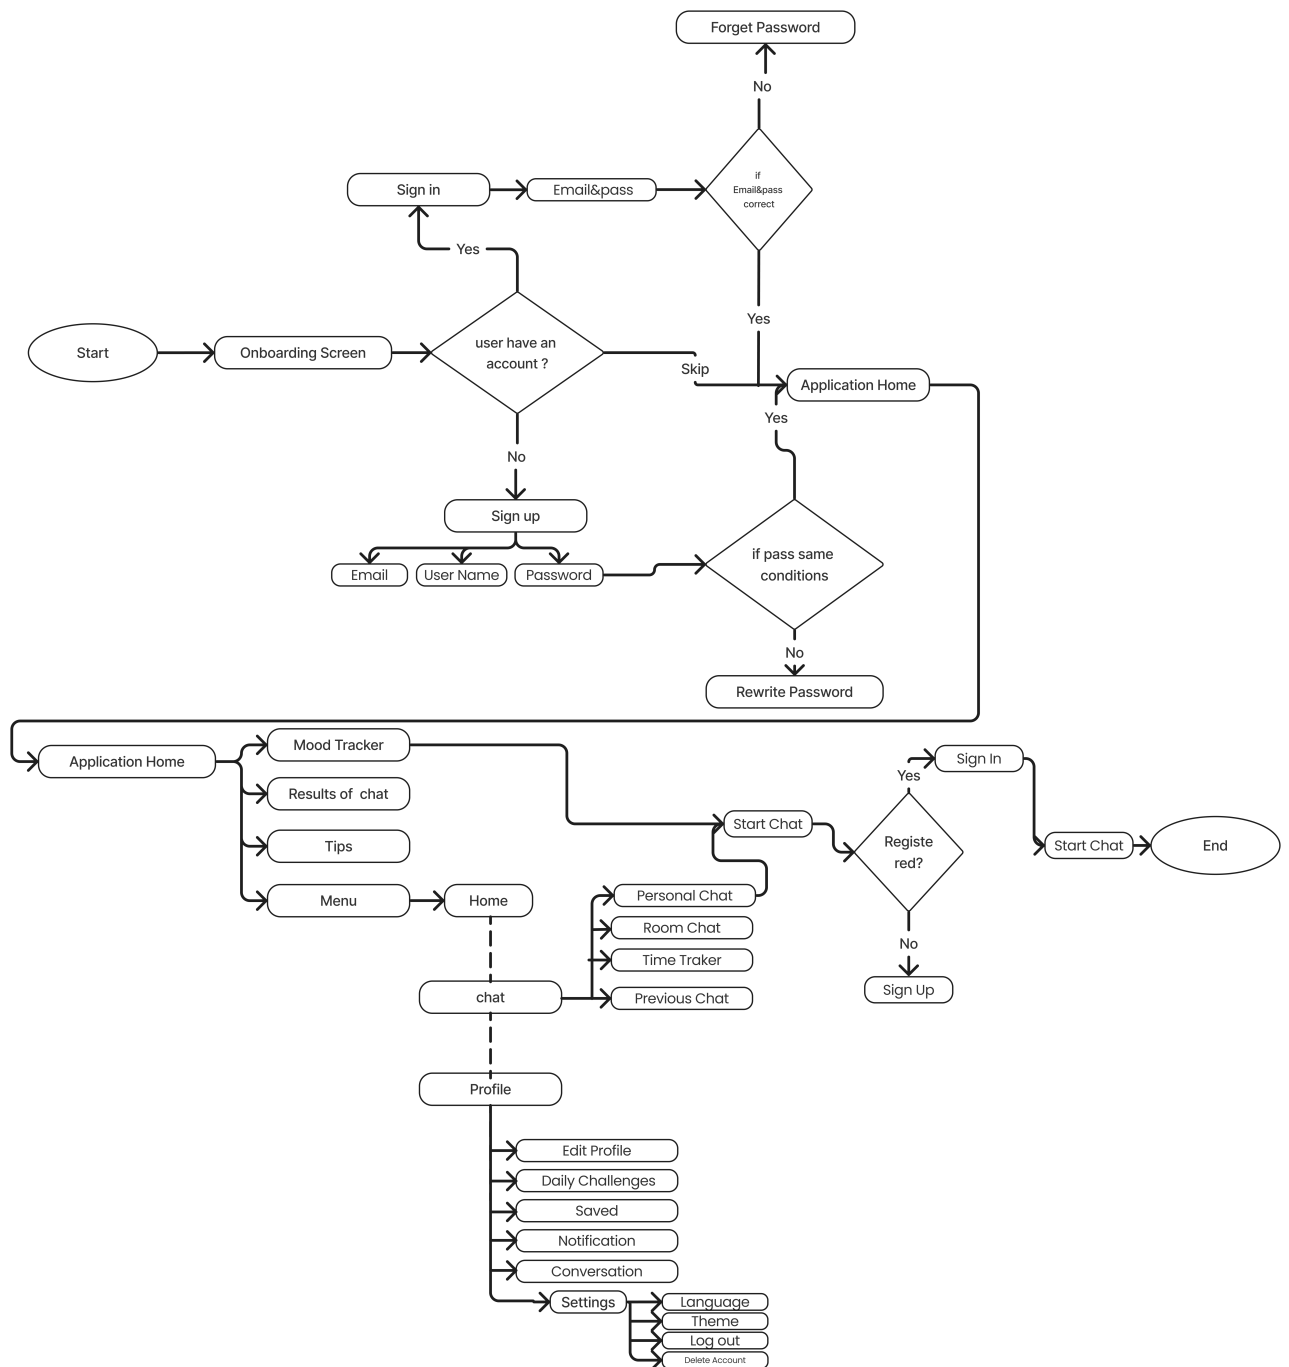 Forget Password
No
if
Email&pass
correct
Sign in
Email&pass
Yes
Yes
Start
Onboarding Screen
user have an
account ?
Skip
Application Home
Yes
No
Sign up
Email
User Name
Password
if pass same
conditions
No
Rewrite Password
Application Home
Mood Tracker
Results of chat
Tips
Menu
Home
Start Chat
Registe
red?
Yes
Sign In
Start Chat
End
No
Sign Up
Personal Chat
Room Chat
Time Traker
Previous Chat
chat
Profile
Edit Profile
Daily Challenges
Saved
Notification
Conversation
Settings
Language
Theme
Log out
Delete Account